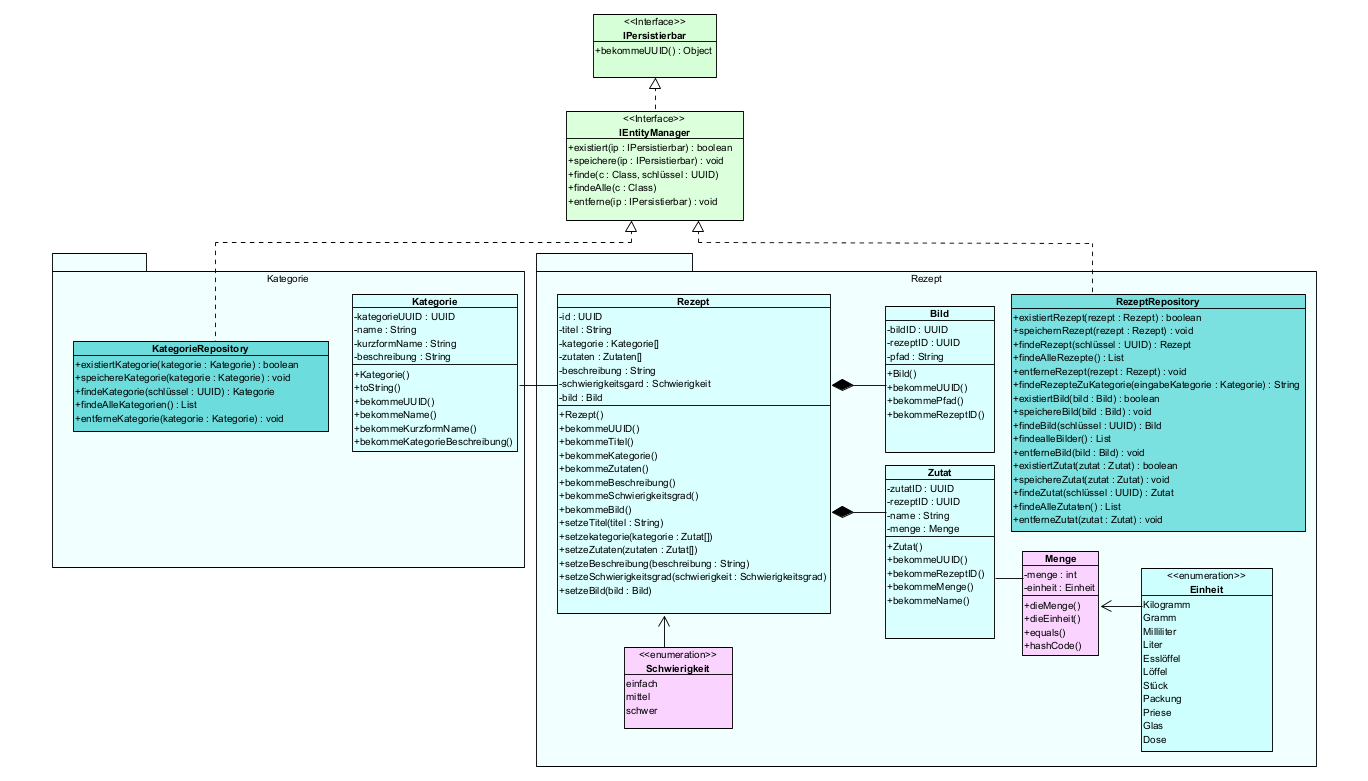 <<Interface>>
IPersistierbar
+bekommeUUID() : Object
<<Interface>>
IEntityManager
+existiert(ip : IPersistierbar) : boolean
+speichere(ip : IPersistierbar) : void
+finde(c : Class, schlüssel : UUID)
+findeAlle(c : Class)
+entferne(ip : IPersistierbar) : void
Kategorie
KategorieRepository
+existiertKategorie(kategorie : Kategorie) : boolean
+speichereKategorie(kategorie : Kategorie) : void
+findeKategorie(schlüssel : UUID) : Kategorie
+findeAlleKategorien() : List
+entferneKategorie(kategorie : Kategorie) : void
Kategorie
-kategorieUUID : UUID
-name : String
-kurzformName : String
-beschreibung : String
+Kategorie()
+toString()
+bekommeUUID()
+bekommeName()
+bekommeKurzformName()
+bekommeKategorieBeschreibung()
Rezept
Rezept
-id : UUID
-titel : String
-kategorie : Kategorie[]
-zutaten : Zutaten[]
-beschreibung : String
-schwierigkeitsgard : Schwierigkeit
-bild : Bild
+Rezept()
+bekommeUUID()
+bekommeTitel()
+bekommeKategorie()
+bekommeZutaten()
+bekommeBeschreibung()
+bekommeSchwierigkeitsgrad()
+bekommeBild()
+setzeTitel(titel : String)
+setzekategorie(kategorie : Zutat[])
+setzeZutaten(zutaten : Zutat[])
+setzeBeschreibung(beschreibung : String)
+setzeSchwierigkeitsgrad(schwierigkeit : Schwierigkeitsgrad)
+setzeBild(bild : Bild)
<<enumeration>>
Schwierigkeit
einfach
mittel
schwer
Bild
-bildID : UUID
-rezeptID : UUID
-pfad : String
+Bild()
+bekommeUUID()
+bekommePfad()
+bekommeRezeptID()
Zutat
-zutatID : UUID
-rezeptID : UUID
-name : String
-menge : Menge
+Zutat()
+bekommeUUID()
+bekommeRezeptID()
+bekommeMenge()
+bekommeName()
RezeptRepository
+existiertRezept(rezept : Rezept) : boolean
+speichernRezept(rezept : Rezept) : void
+findeRezept(schlüssel : UUID) : Rezept
+findeAlleRezepte() : List
+entferneRezept(rezept : Rezept) : void
+findeRezepteZuKategorie(eingabeKategorie : Kategorie) : String
+existiertBild(bild : Bild) : boolean
+speichereBild(bild : Bild) : void
+findeBild(schlüssel : UUID) : Bild
+findealleBilder() : List
+entferneBild(bild : Bild) : void
+existiertZutat(zutat : Zutat) : boolean
+speichereZutat(zutat : Zutat) : void
+findeZutat(schlüssel : UUID) : Zutat
+findeAlleZutaten() : List
+entferneZutat(zutat : Zutat) : void
Menge
-menge : int
-einheit : Einheit
+dieMenge()
+dieEinheit()
+equals()
+hashCode()
<<enumeration>>
Einheit
Kilogramm
Gramm
Milliliter
Liter
Esslöffel
Löffel
Stück
Packung
Priese
Glas
Dose